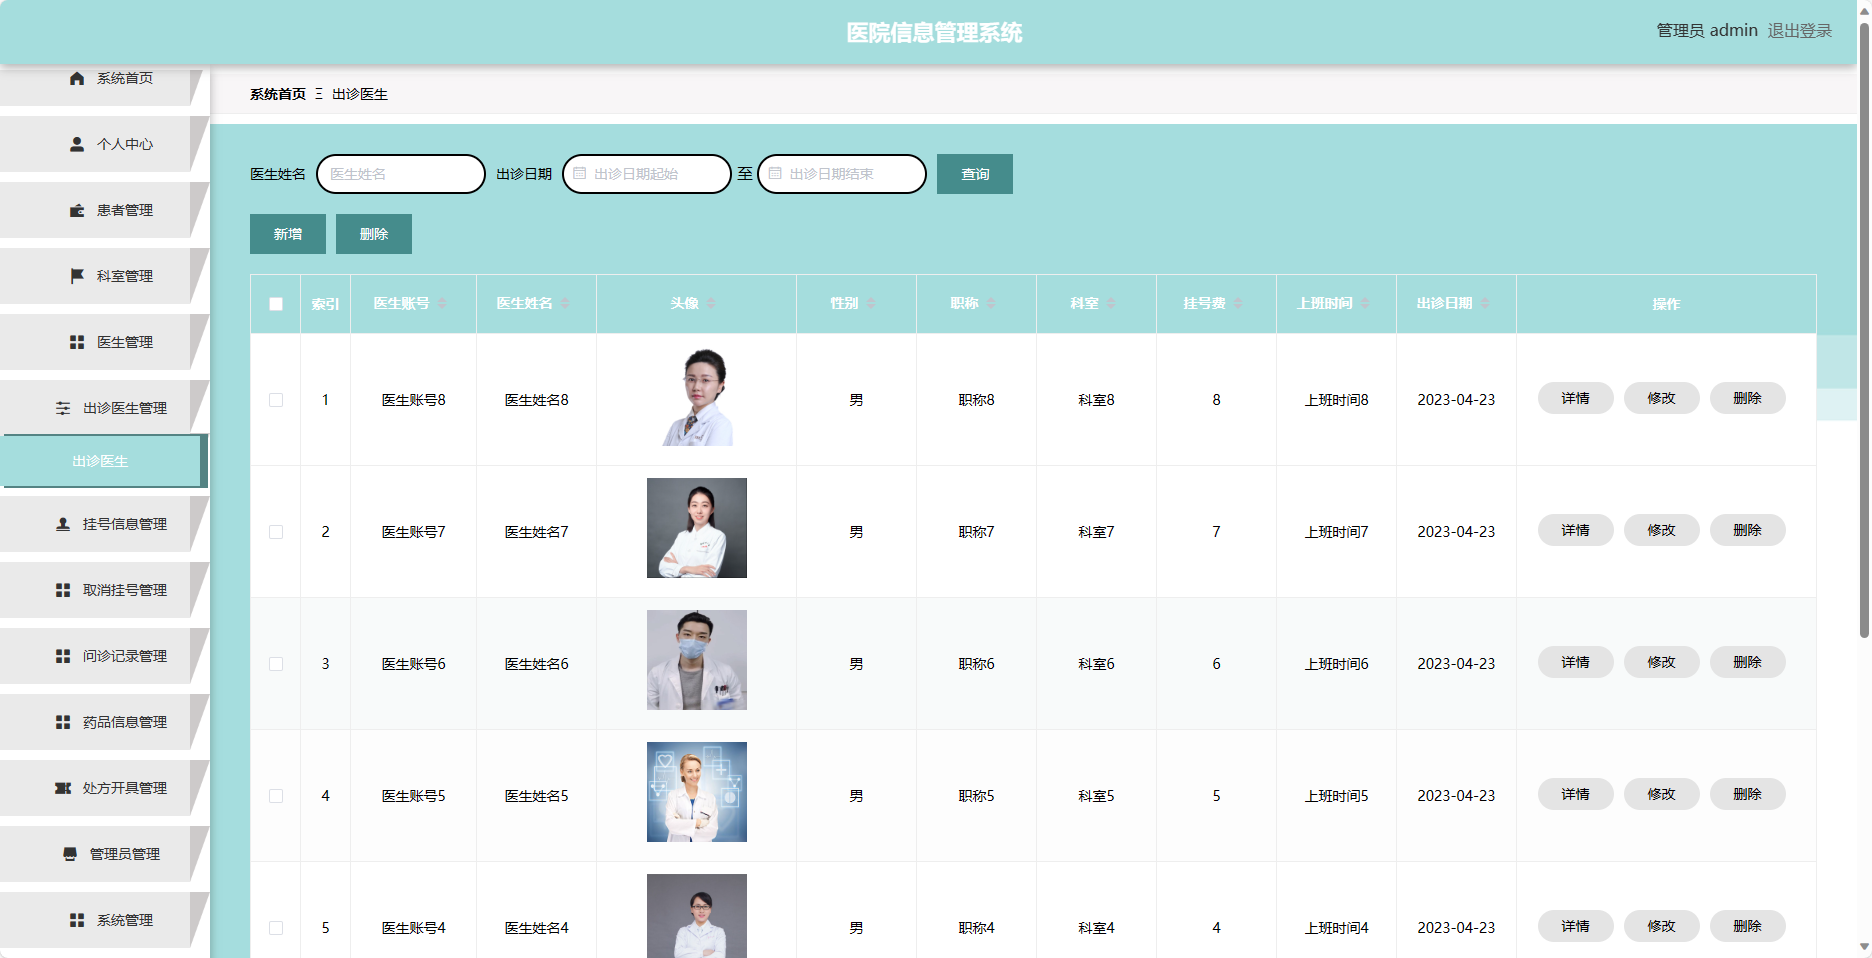 医院信息管理系统
管理员 admin 退出登录
系统首页
个人中心
患者管理
科室管理
医生管理
出诊医生管理
出诊医生
挂号信息管理
取消挂号管理
问诊记录管理
药品信息管理
处方开具管理
管理员管理
系统管理
系统首页 Ξ 出诊医生
医生姓名 医生姓名 出诊日期 出诊日期起始 至 出诊日期结束 查询
新增 删除
索引 医生账号 医生姓名 头像 性别 职称 科室 挂号费 上班时间 出诊日期 操作
1 医生账号8 医生姓名8 男 职称8 科室8 8 上班时间8 2023-04-23 详情 修改 删除
2 医生账号7 医生姓名7 男 职称7 科室7 7 上班时间7 2023-04-23 详情 修改 删除
3 医生账号6 医生姓名6 男 职称6 科室6 6 上班时间6 2023-04-23 详情 修改 删除
4 医生账号5 医生姓名5 男 职称5 科室5 5 上班时间5 2023-04-23 详情 修改 删除
5 医生账号4 医生姓名4 男 职称4 科室4 4 上班时间4 2023-04-23 详情 修改 删除